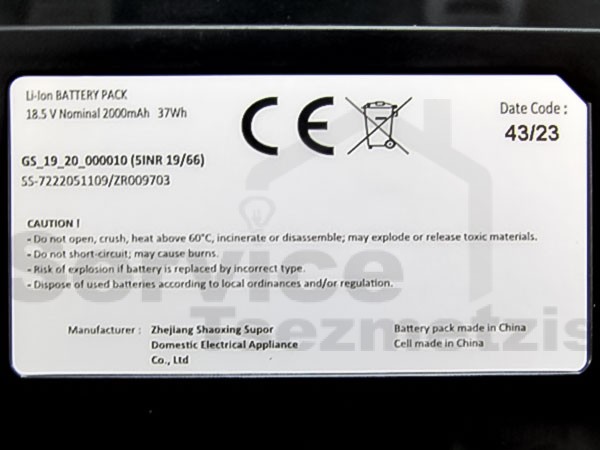 Li-Ion BATTERY PACK
18.5 V Nominal 2000mAh 37Wh
CE
Date Code :
43/23
GS_19_20_000010 (5INR 19/66)
SS-7222051109/ZR009703
CAUTION !
- Do not open, crush, heat above 60°C, incinerate or disassemble; may explode or release toxic materials.
- Do not short-circuit; may cause burns.
- Risk of explosion if battery is replaced by incorrect type.
- Dispose of used batteries according to local ordinances and/or regulation.
Service
Tsezmetzis
Manufacturer : Zhejiang Shaoxing Supor
Domestic Electrical Appliance
Co., Ltd
Battery pack made in China
Cell made in China